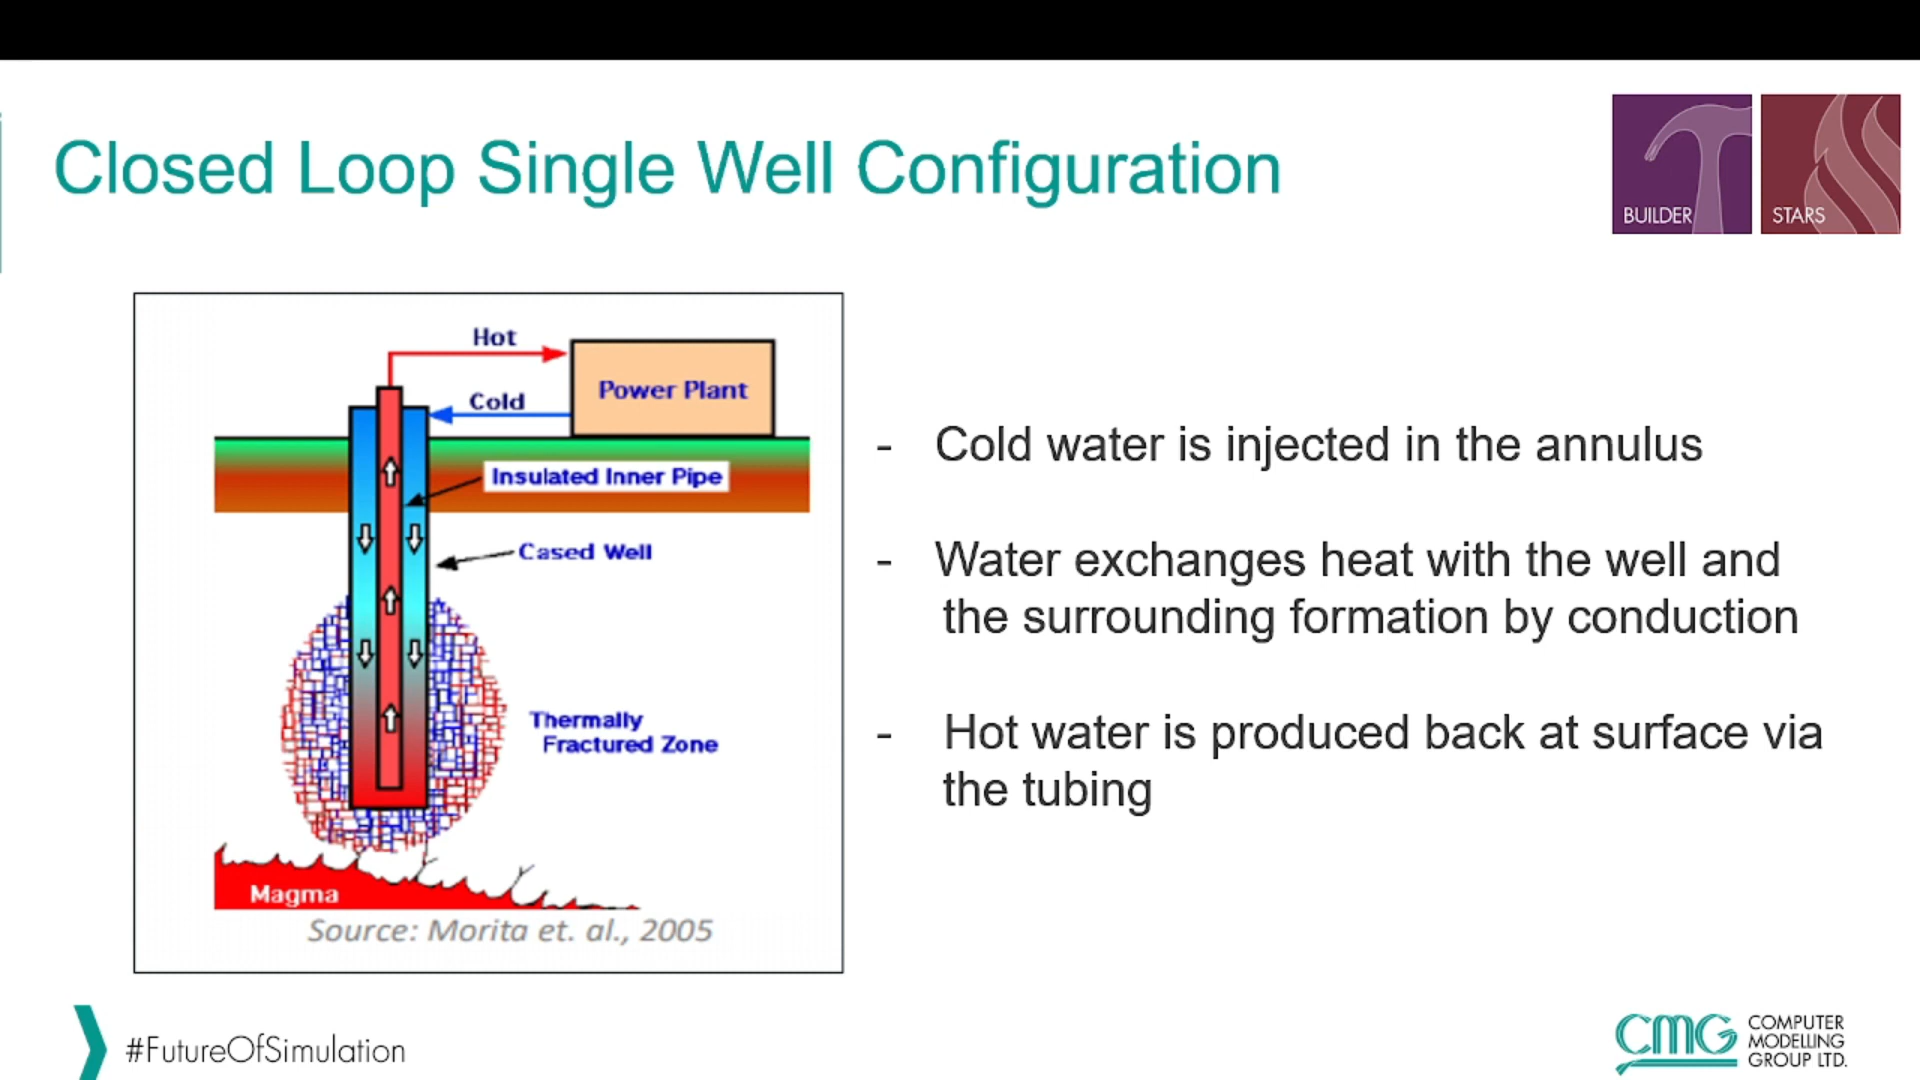 Closed Loop Single Well Configuration
BUILDER
STARS
Hot
Cold
Power Plant
Insulated Inner Pipe
Cased Well
Thermally
Fractured Zone
Magma
Source: Morita et. al., 2005
- Cold water is injected in the annulus
- Water exchanges heat with the well and
the surrounding formation by conduction
- Hot water is produced back at surface via
the tubing
#FutureOfSimulation
CMG
COMPUTER
MODELLING
GROUP LTD.